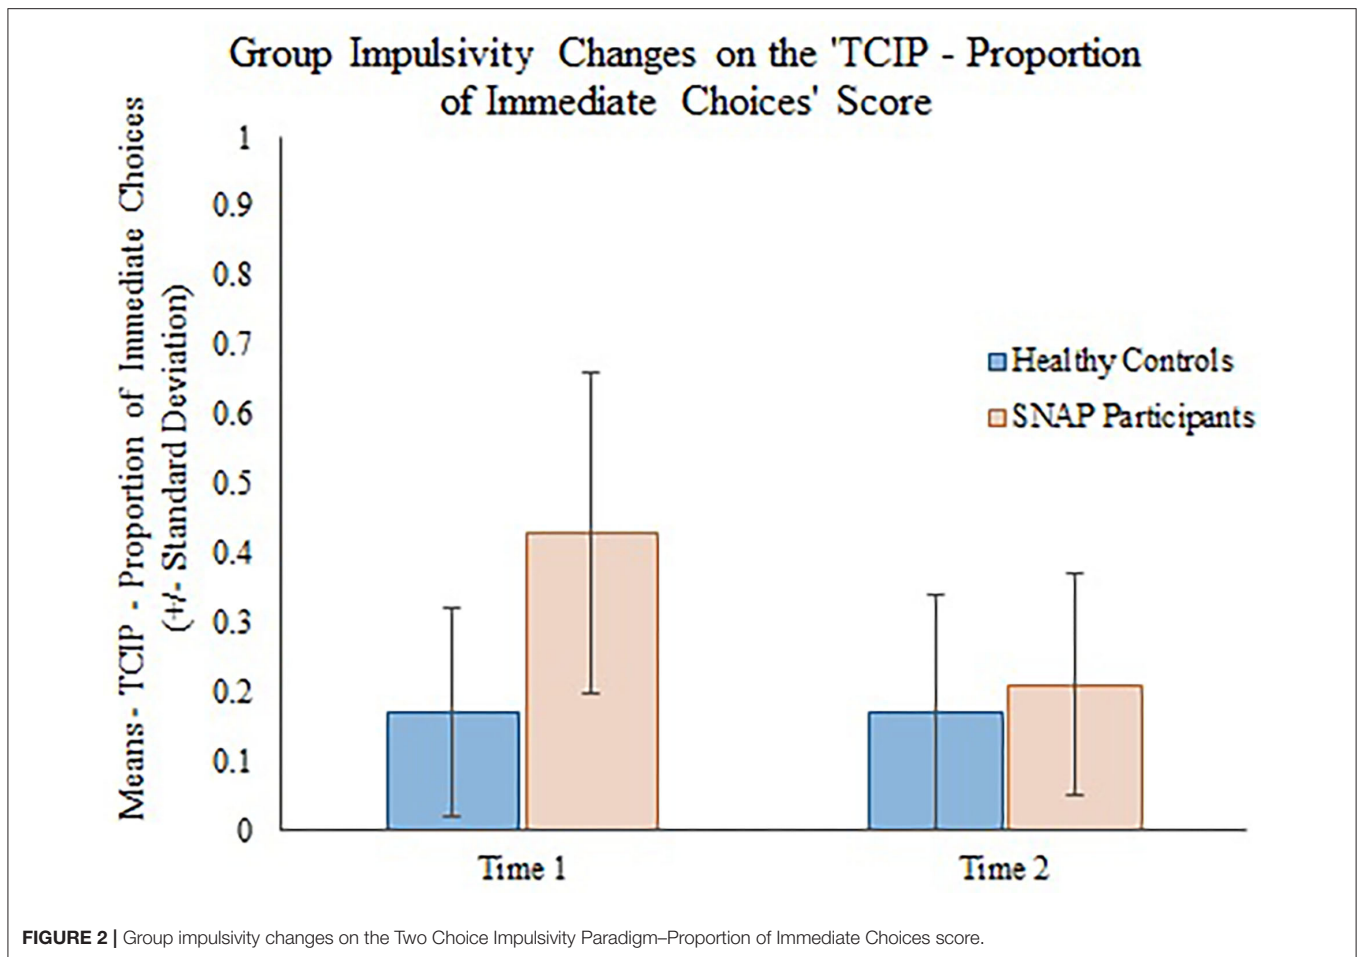 Group Impulsivity Changes on the 'TCIP - Proportion
of Immediate Choices' Score
Means - TCIP - Proportion of Immediate Choices
(+/- Standard Deviation)
1
0.9
0.8
0.7
0.6
0.5
0.4
0.3
0.2
0.1
0
Healthy Controls
SNAP Participants
Time 1
Time 2
FIGURE 2 | Group impulsivity changes on the Two Choice Impulsivity Paradigm–Proportion of Immediate Choices score.